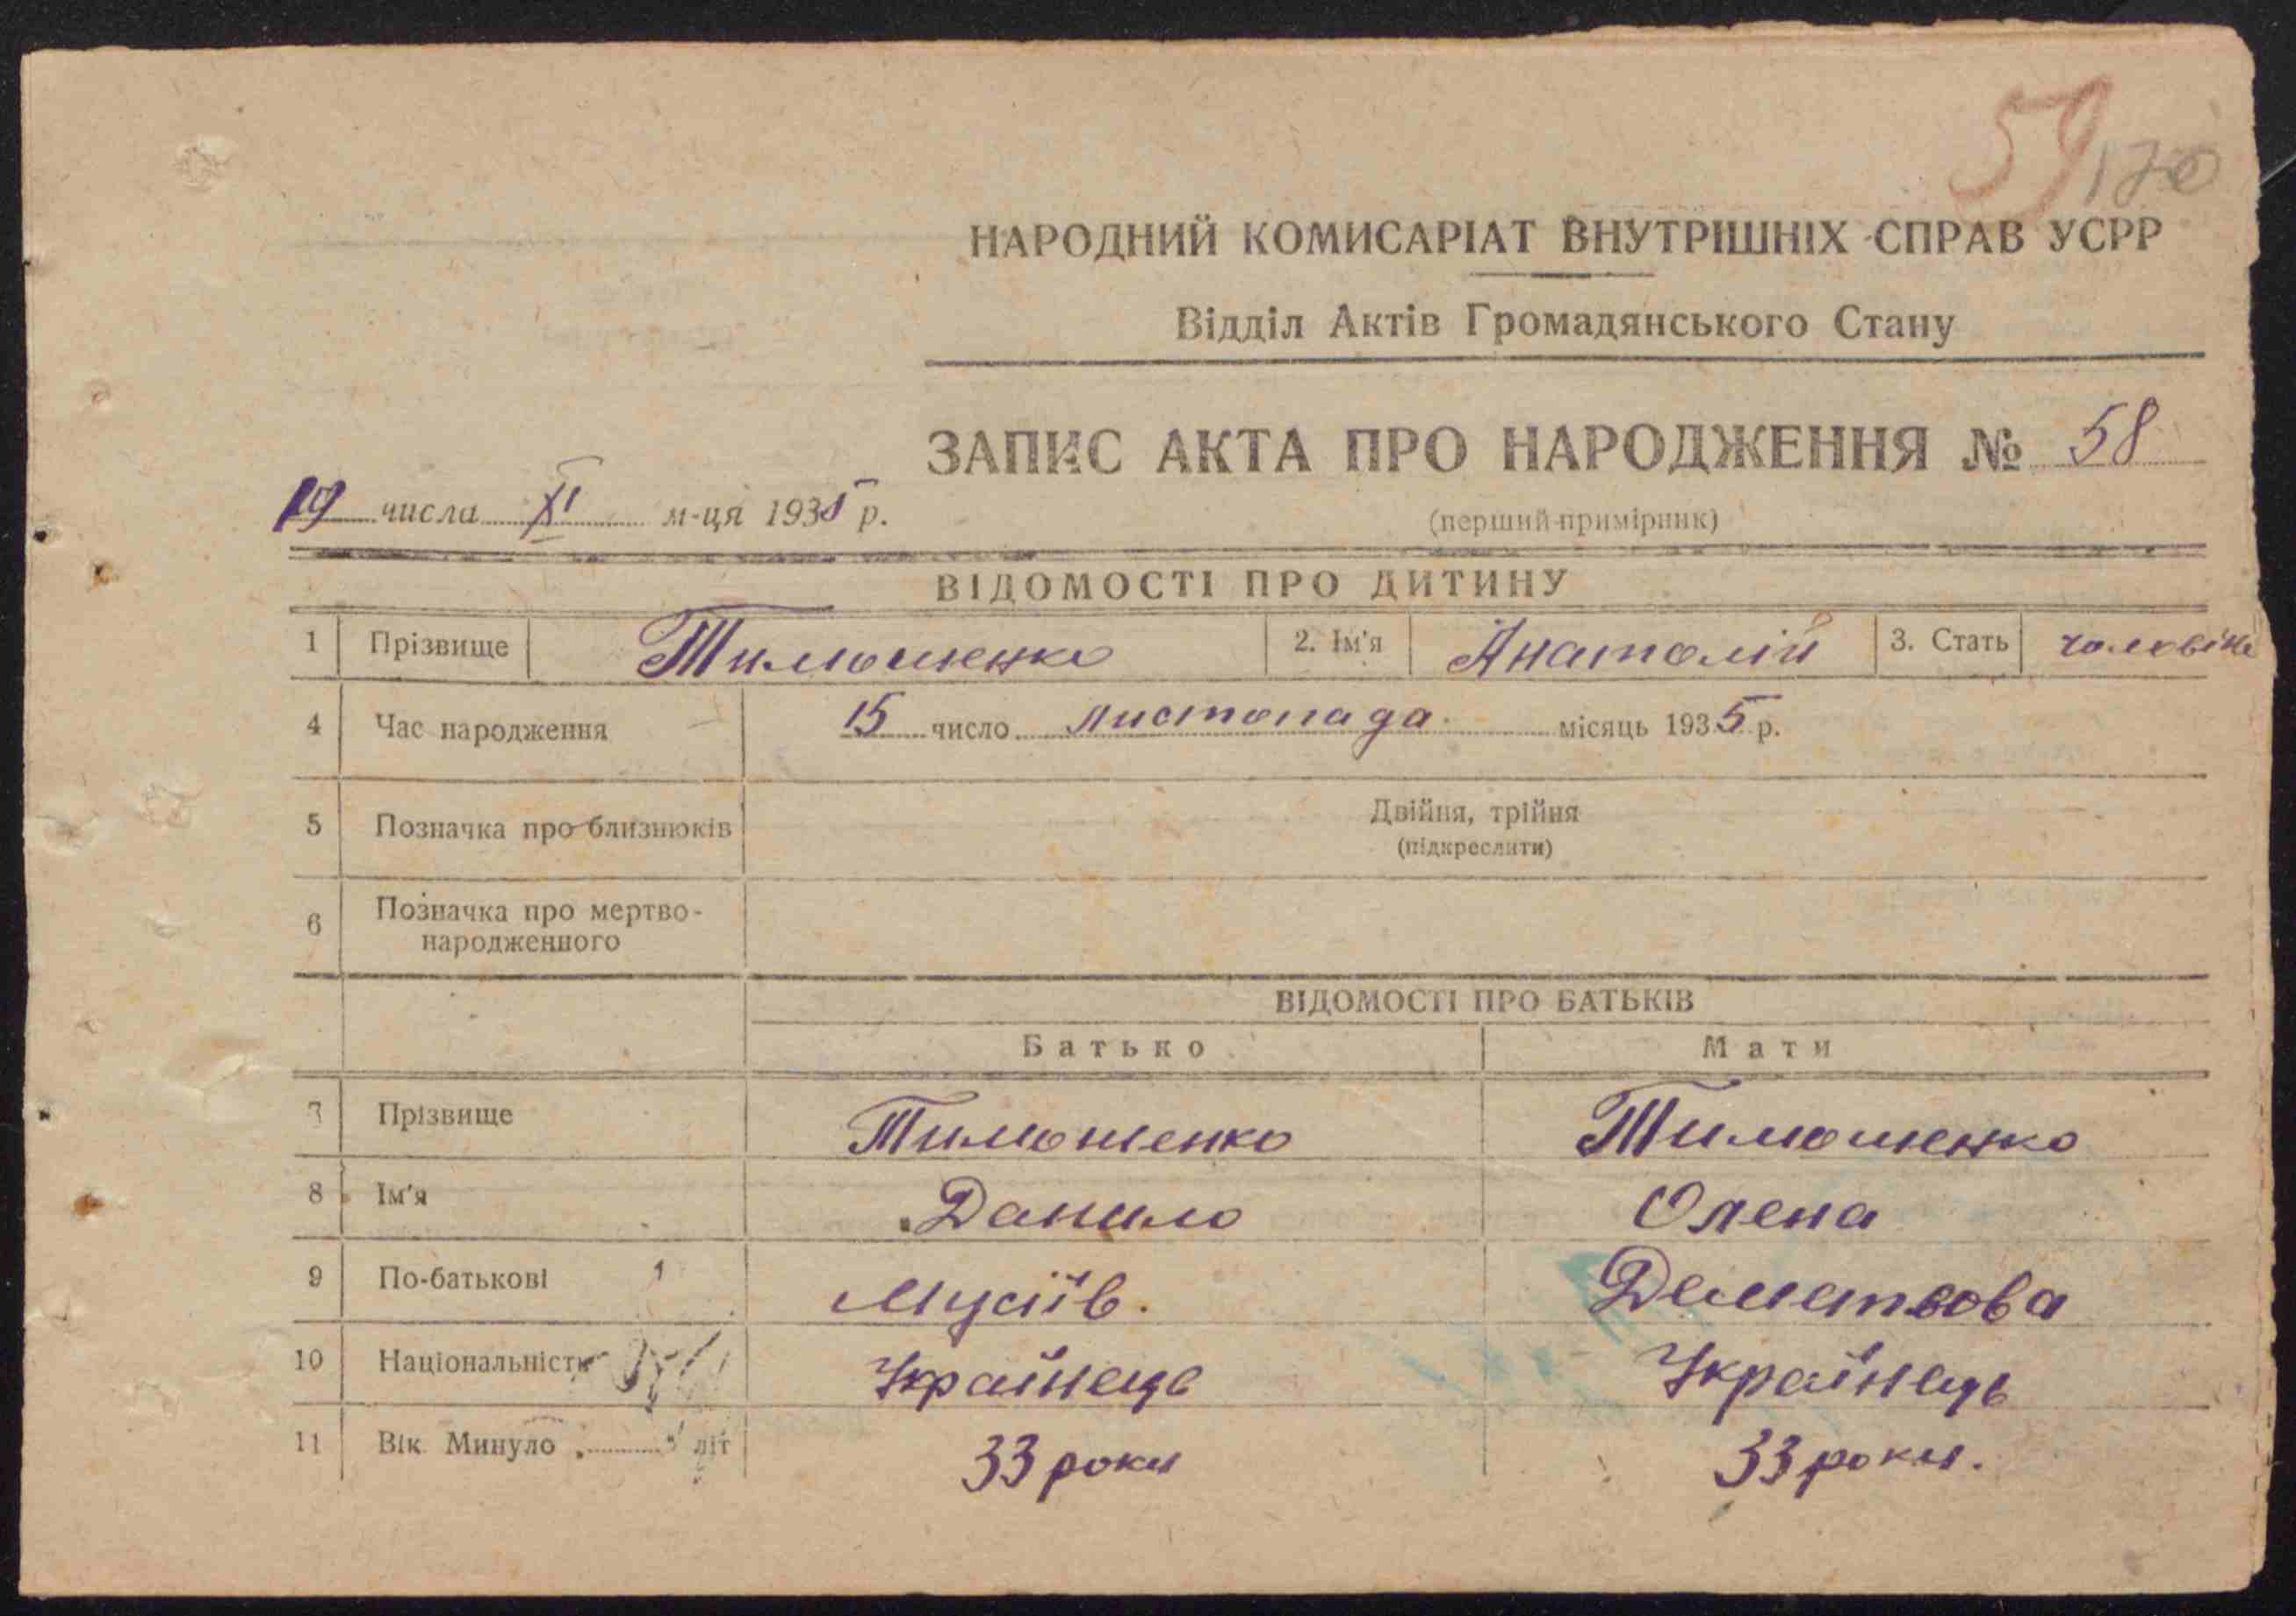 59 170
НАРОДНИЙ КОМИСАРІАТ ВНУТРІШНІХ СПРАВ УСРР
Відділ Актів Громадянського Стану
ЗАПИС АКТА ПРО НАРОДЖЕННЯ № 58
19 числа XI м-ця 1935 р.
(перший примірник)
ВІДОМОСТІ ПРО ДИТИНУ
1 Прізвище Тимошенко 2. Ім'я Анатолій 3. Стать чоловіче
4 Час народження 15 число листопада місяць 1935 р.
5 Позначка про близнюків Двійня, трійня
(підкреслити)
6 Позначка про мертво-
народженного
ВІДОМОСТІ ПРО БАТЬКІВ
Батько Мати
7 Прізвище Тимошенко Тимошенко
8 Ім'я Данило Олена
9 По-батькові Мусіїв.
10 Національність Українець Українець
11 Вік Минуло літ 33 роки 33 роки.